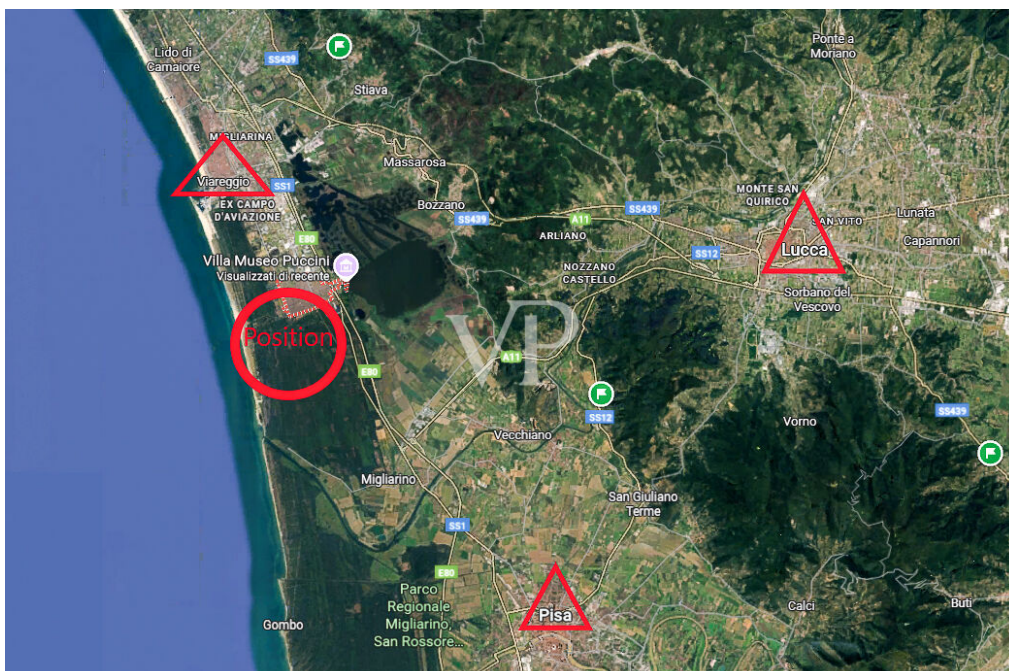 Lido di
Camaiore
SS439
Stiava
Ponte a
Moriano
MIGLIARINA
Massarosa
Viareggio
SS1
EX CAMPO
D'AVIAZIONE
Bozzano
SS439
SS439
A11
ARLIANO
MONTE SAN
QUIRICO
SAN VITO
Lunata
Capannori
Lucca
SS12
E80
Villa Museo Puccini
Visualizzati di recente
NOZZANO
CASTELLO
Sorbano del
Vescovo
Position
VP
A11
E80
SS12
SS439
Vorno
Vecchiano
Migliarino
San Giuliano
Terme
SS1
E80
Parco
Regionale
Migliarino,
San Rossore...
Pisa
Calci
Buti
Gombo